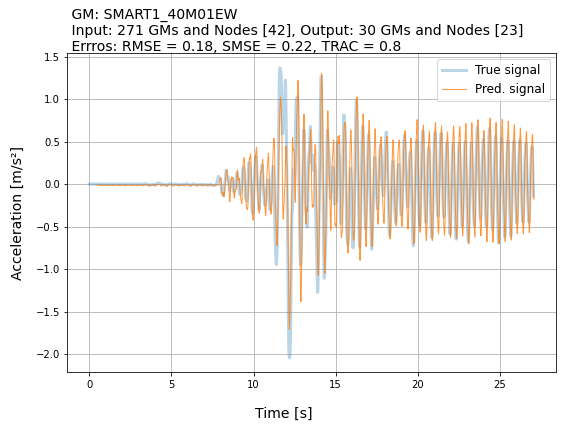 GM: SMART1_40M01EW
Input: 271 GMs and Nodes [42], Output: 30 GMs and Nodes [23]
Errros: RMSE = 0.18, SMSE = 0.22, TRAC = 0.8
True signal
Pred. signal
1.5
1.0
0.5
0.0
−0.5
−1.0
−1.5
−2.0
Acceleration [m/s²]
0 5 10 15 20 25
Time [s]